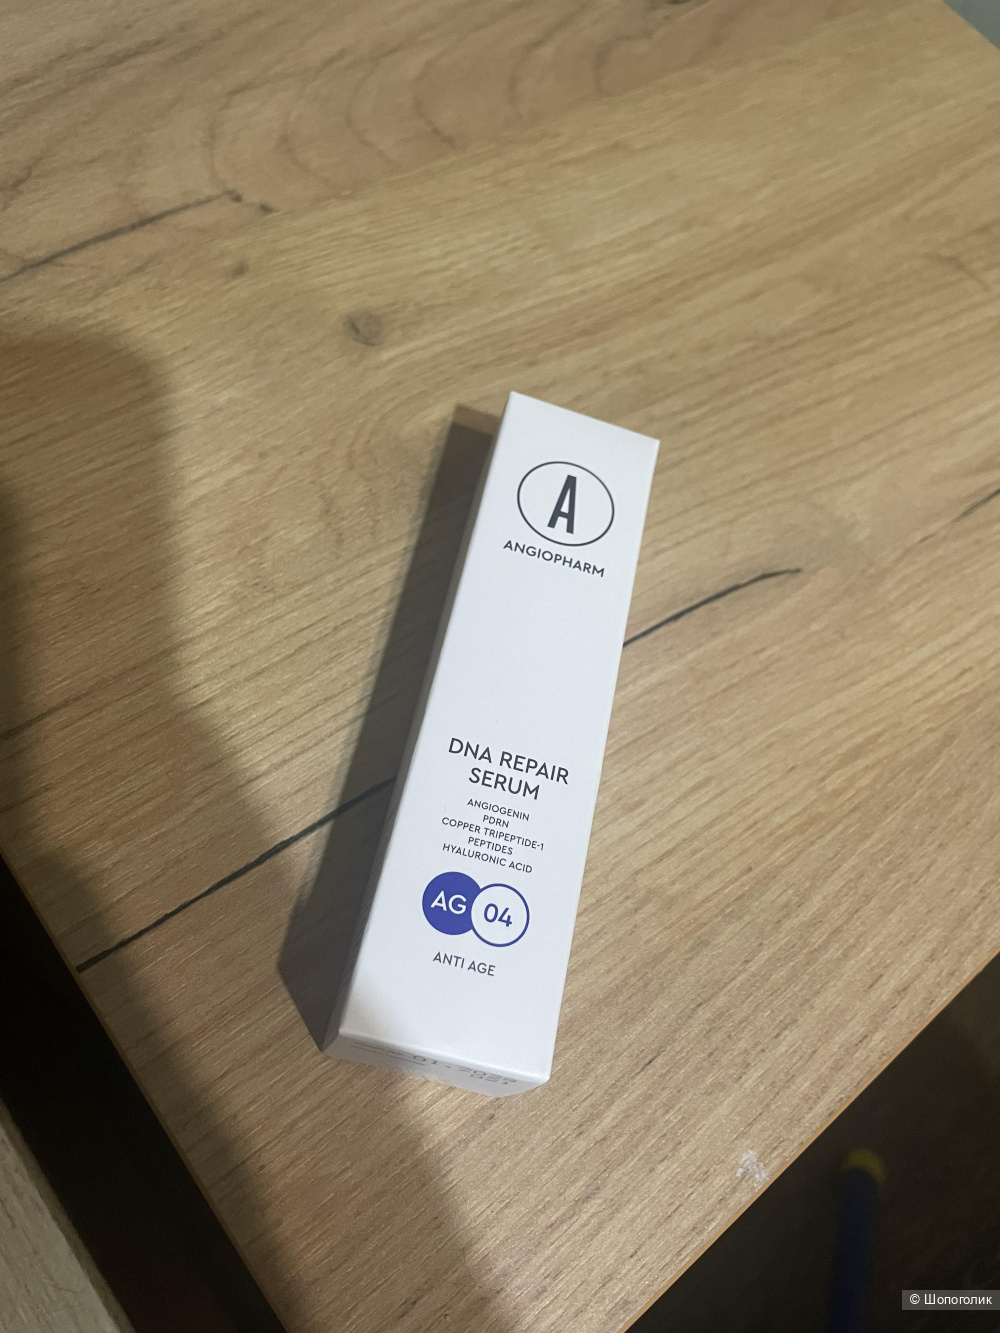 A
ANGIOPHARM
DNA REPAIR
SERUM
ANGIOGENIN
PDRN
COPPER TRIPEPTIDE-1
PEPTIDES
HYALURONIC ACID
AG 04
ANTI AGE
© Шопоголик